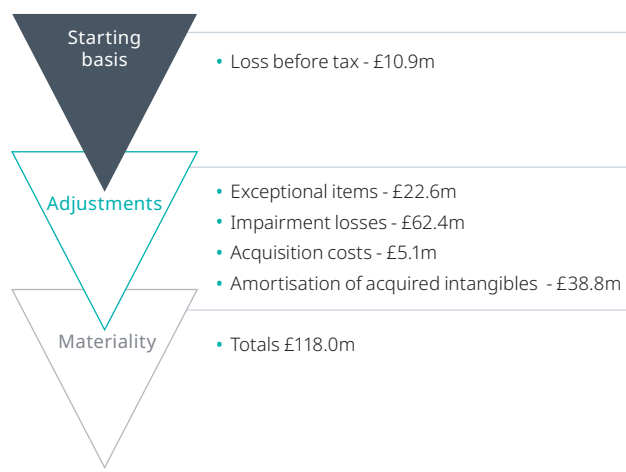 Starting
basis
• Loss before tax - £10.9m
Adjustments
• Exceptional items - £22.6m
• Impairment losses - £62.4m
• Acquisition costs - £5.1m
• Amortisation of acquired intangibles - £38.8m
Materiality
• Totals £118.0m